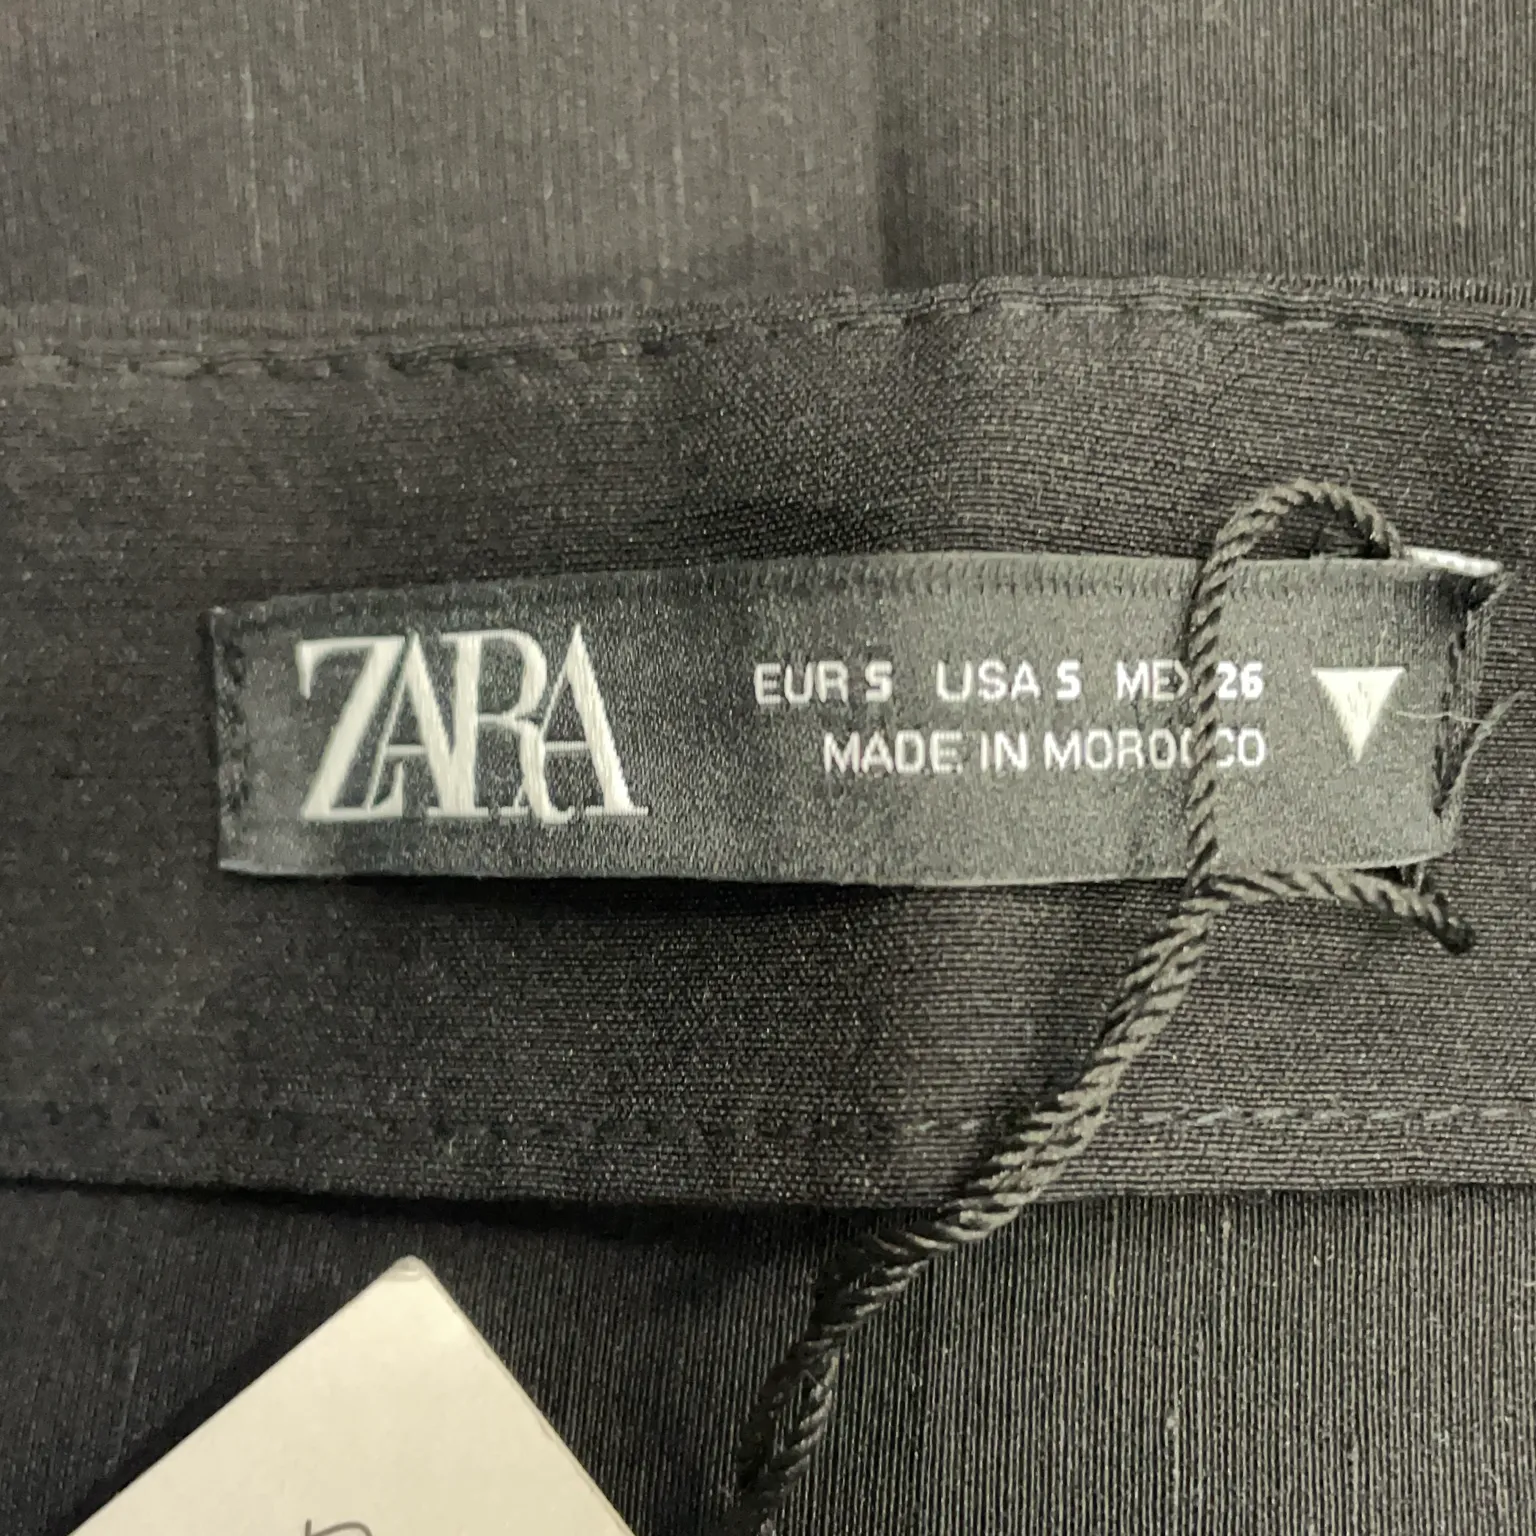 ZARA
EUR S USA S MEX 26
MADE IN MOROCCO